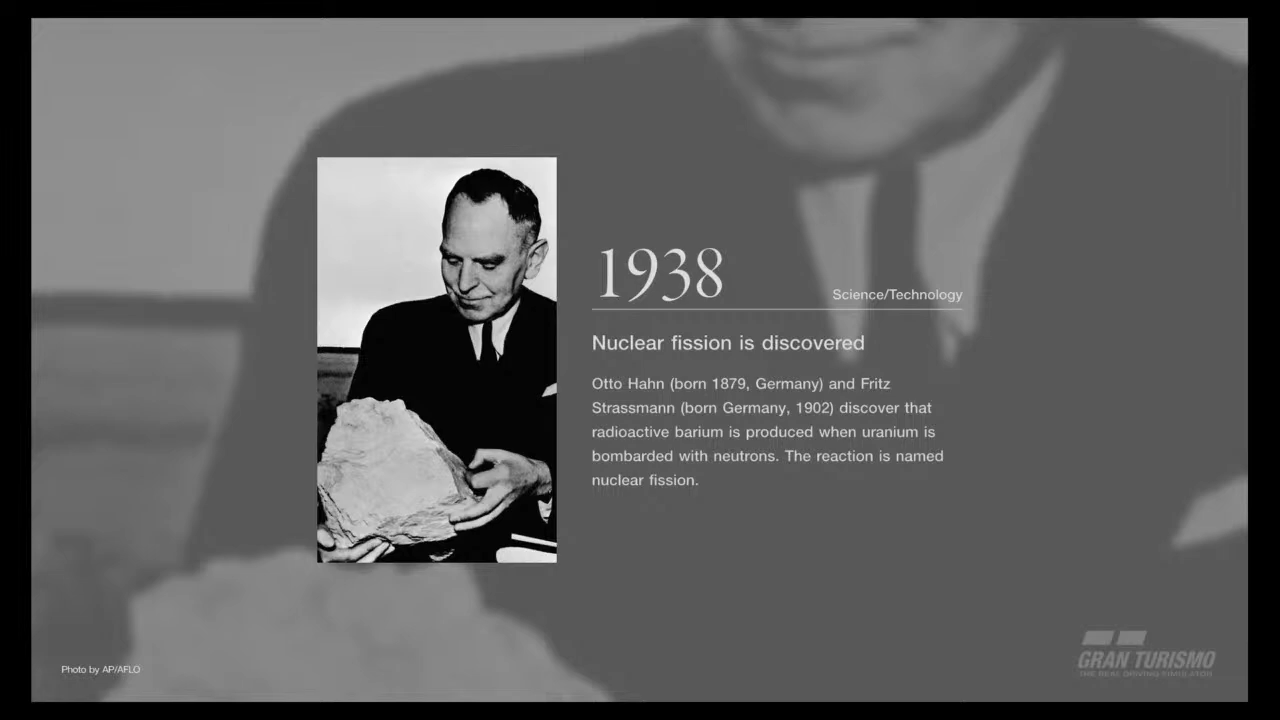 1938
Science/Technology
Nuclear fission is discovered
Otto Hahn (born 1879, Germany) and Fritz
Strassmann (born Germany, 1902) discover that
radioactive barium is produced when uranium is
bombarded with neutrons. The reaction is named
nuclear fission.
Photo by AP/AFLO
GRAN TURISMO
THE REAL DRIVING SIMULATOR